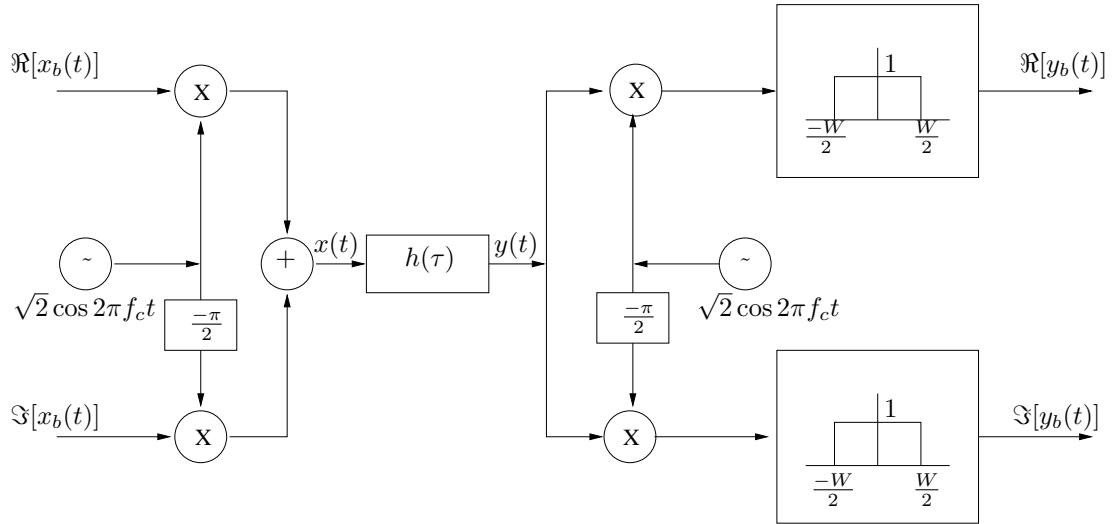 ℜ[x_b(t)]
X
√2 cos 2πf_c t
~
-π/2
ℑ[x_b(t)]
X
+
x(t)
h(τ)
y(t)
X
-π/2
~
√2 cos 2πf_c t
X
1
-W/2
W/2
ℜ[y_b(t)]
1
-W/2
W/2
ℑ[y_b(t)]